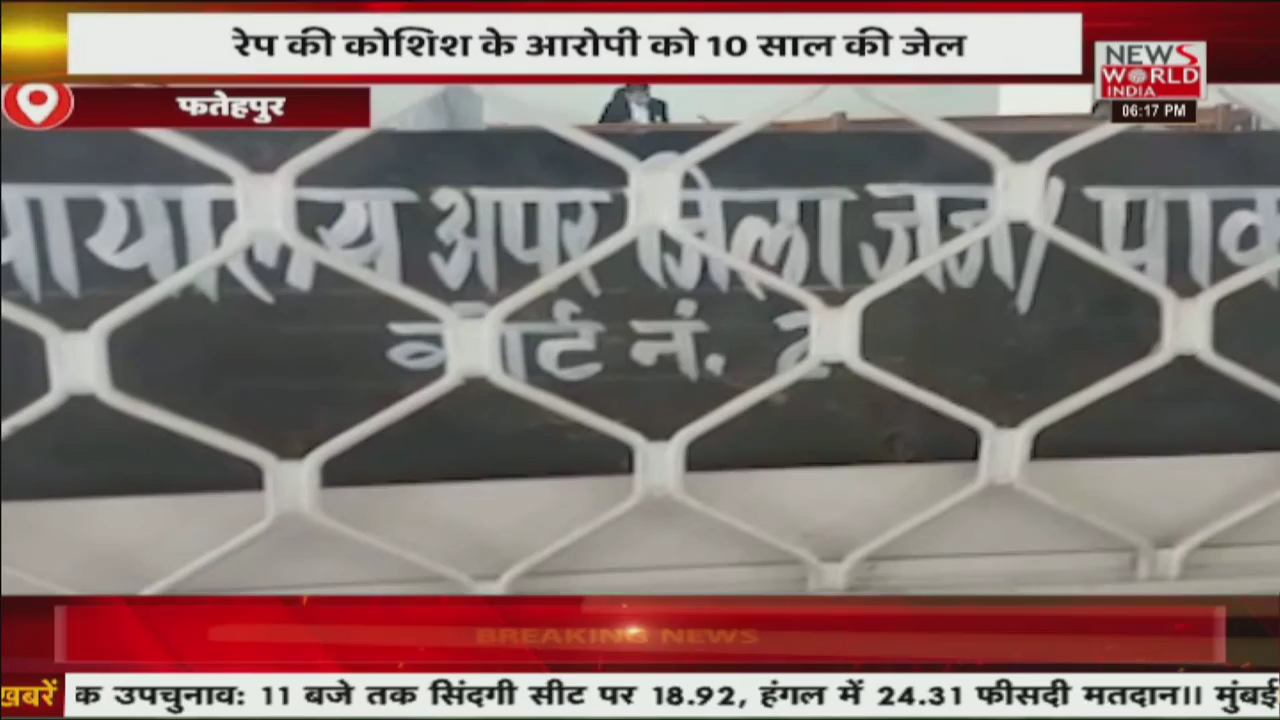 रेप की कोशिश के आरोपी को 10 साल की जेल
NEWS
WORLD
INDIA
06:17 PM
फतेहपुर
अपर जिला जज/
कोर्ट नं. 2
BREAKING NEWS
खबरें क उपचुनाव: 11 बजे तक सिंदगी सीट पर 18.92, हंगल में 24.31 फीसदी मतदान।। मुंबई